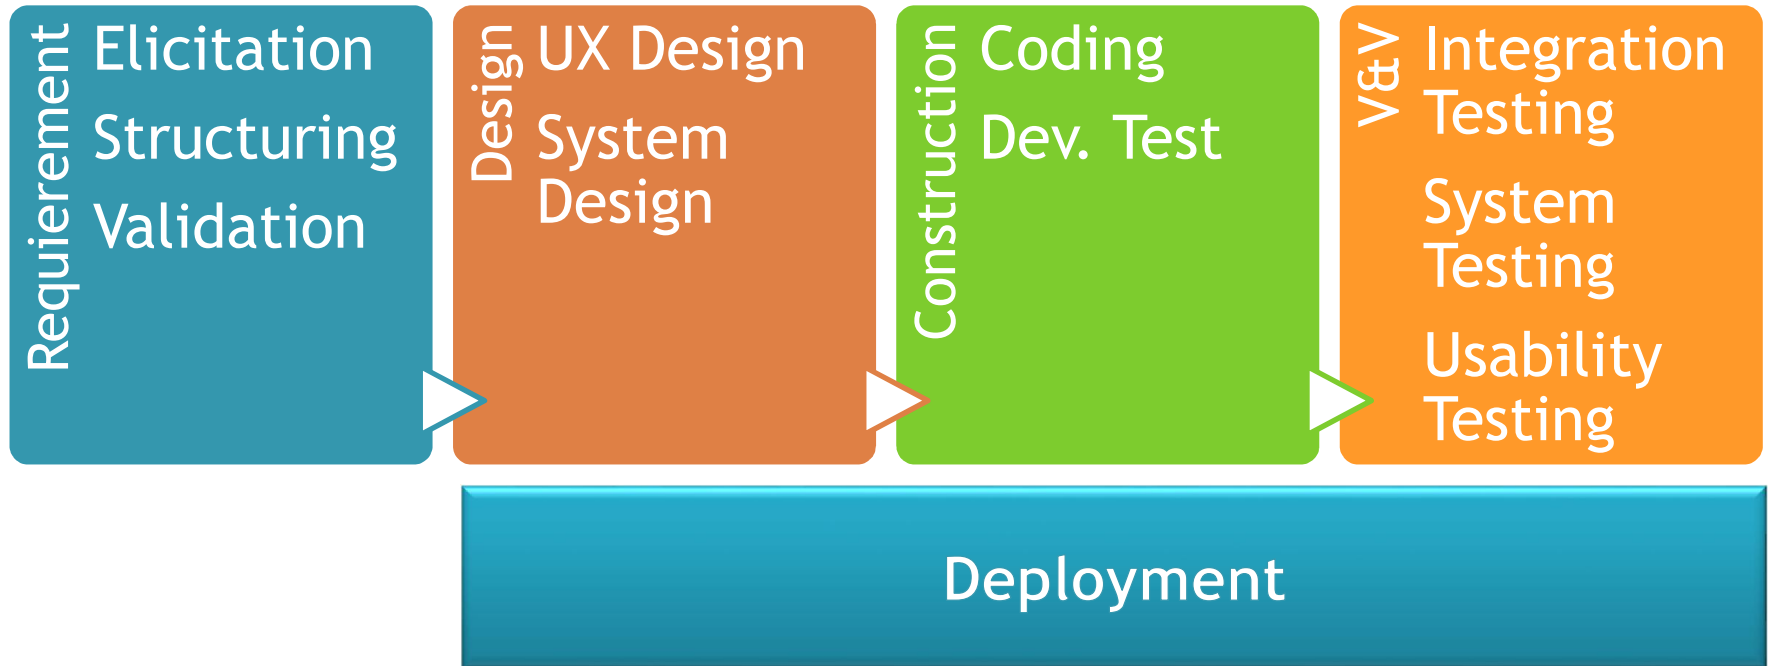 Requierement
Elicitation
Structuring
Validation
Design
UX Design
System
Design
Construction
Coding
Dev. Test
V&V
Integration
Testing
System
Testing
Usability
Testing
Deployment